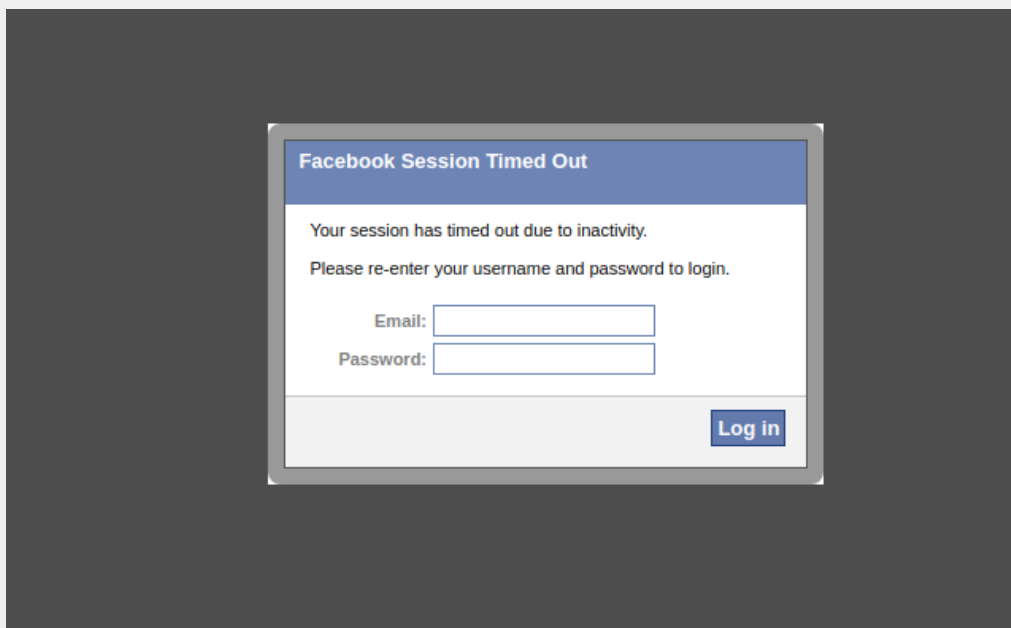 Facebook Session Timed Out
Your session has timed out due to inactivity.
Please re-enter your username and password to login.
Email:
Password:
Log in